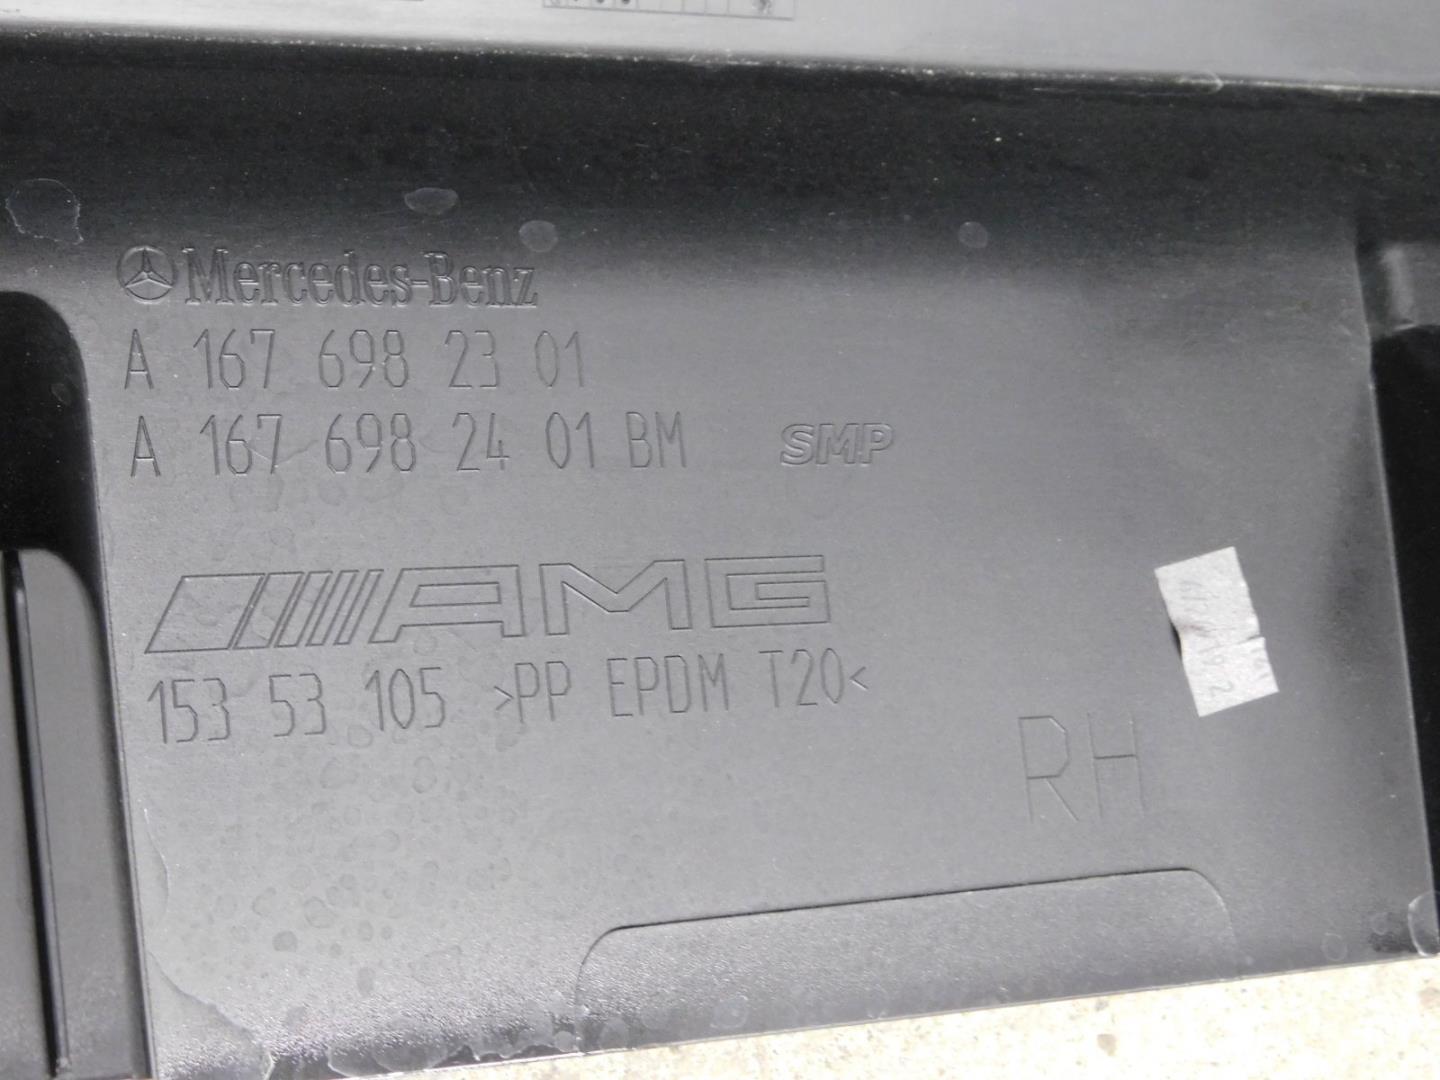 Mercedes-Benz
A 167 698 23 01
A 167 698 24 01 BM
SMP
AMG
153 53 105 >PP EPDM T20<
RH